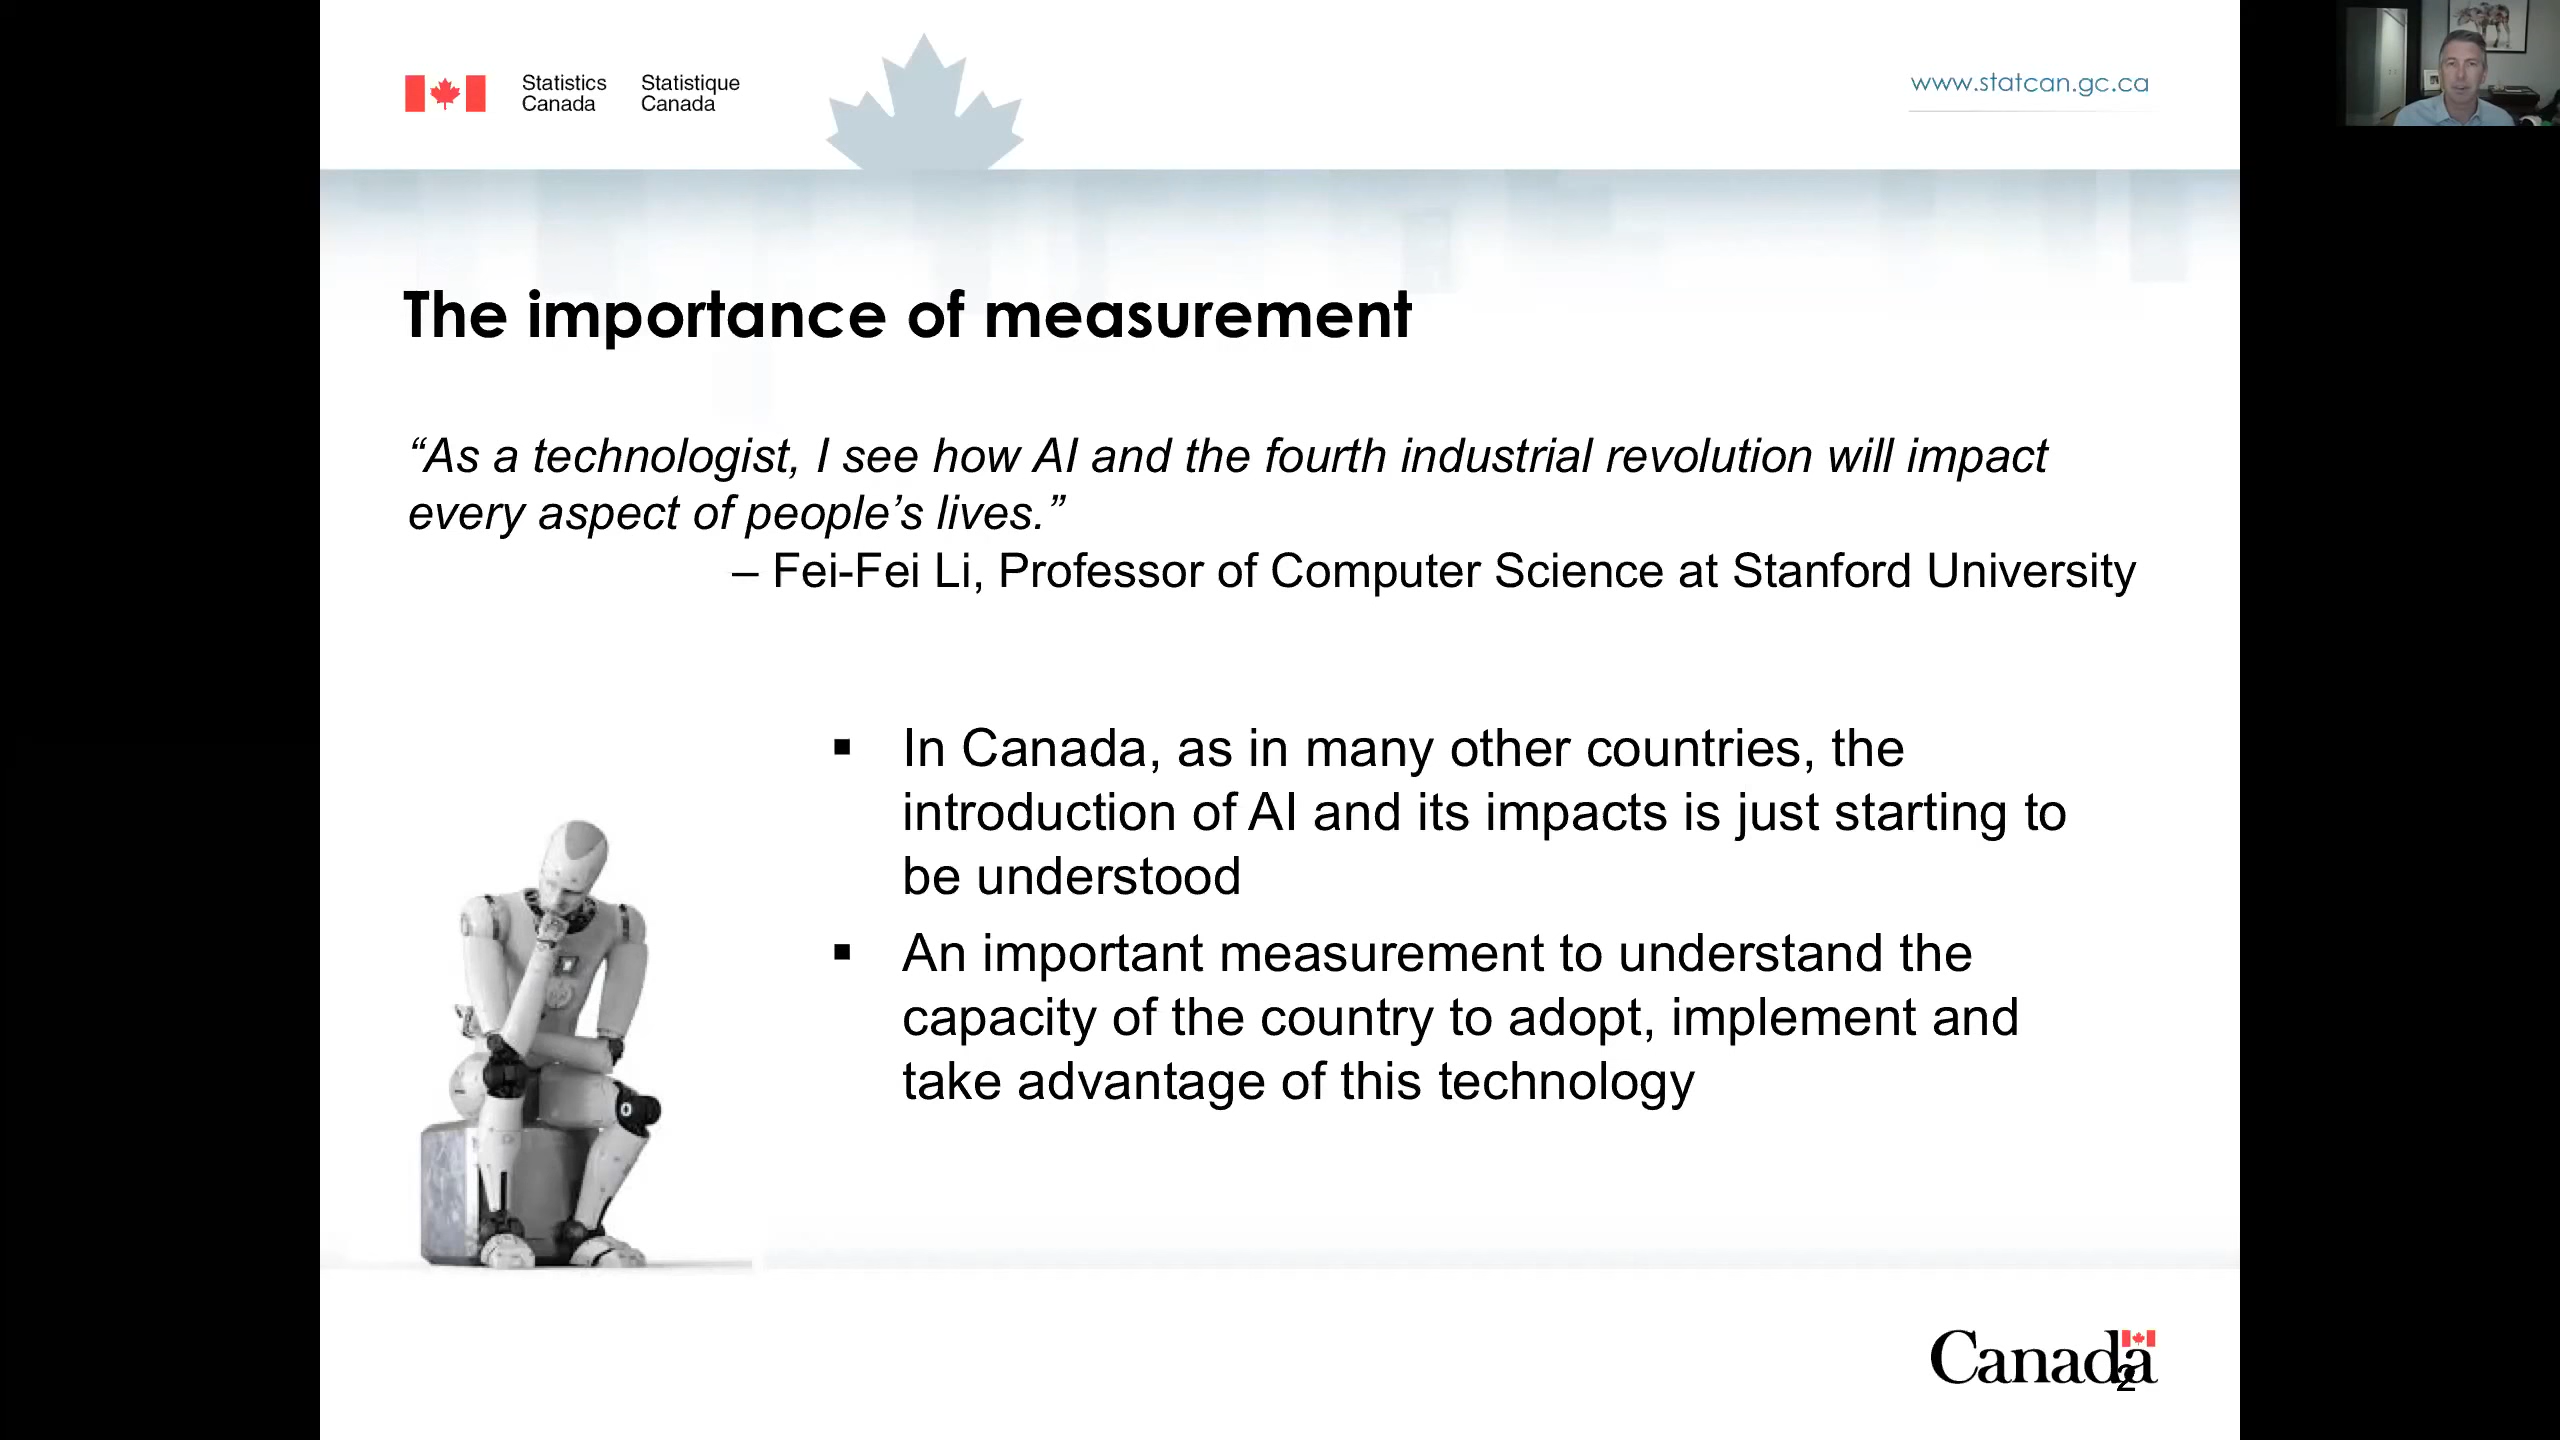 Statistics Canada
Statistique Canada
www.statcan.gc.ca
The importance of measurement
“As a technologist, I see how AI and the fourth industrial revolution will impact
every aspect of people’s lives.”
– Fei-Fei Li, Professor of Computer Science at Stanford University
▪ In Canada, as in many other countries, the
introduction of AI and its impacts is just starting to
be understood
▪ An important measurement to understand the
capacity of the country to adopt, implement and
take advantage of this technology
Canada
2